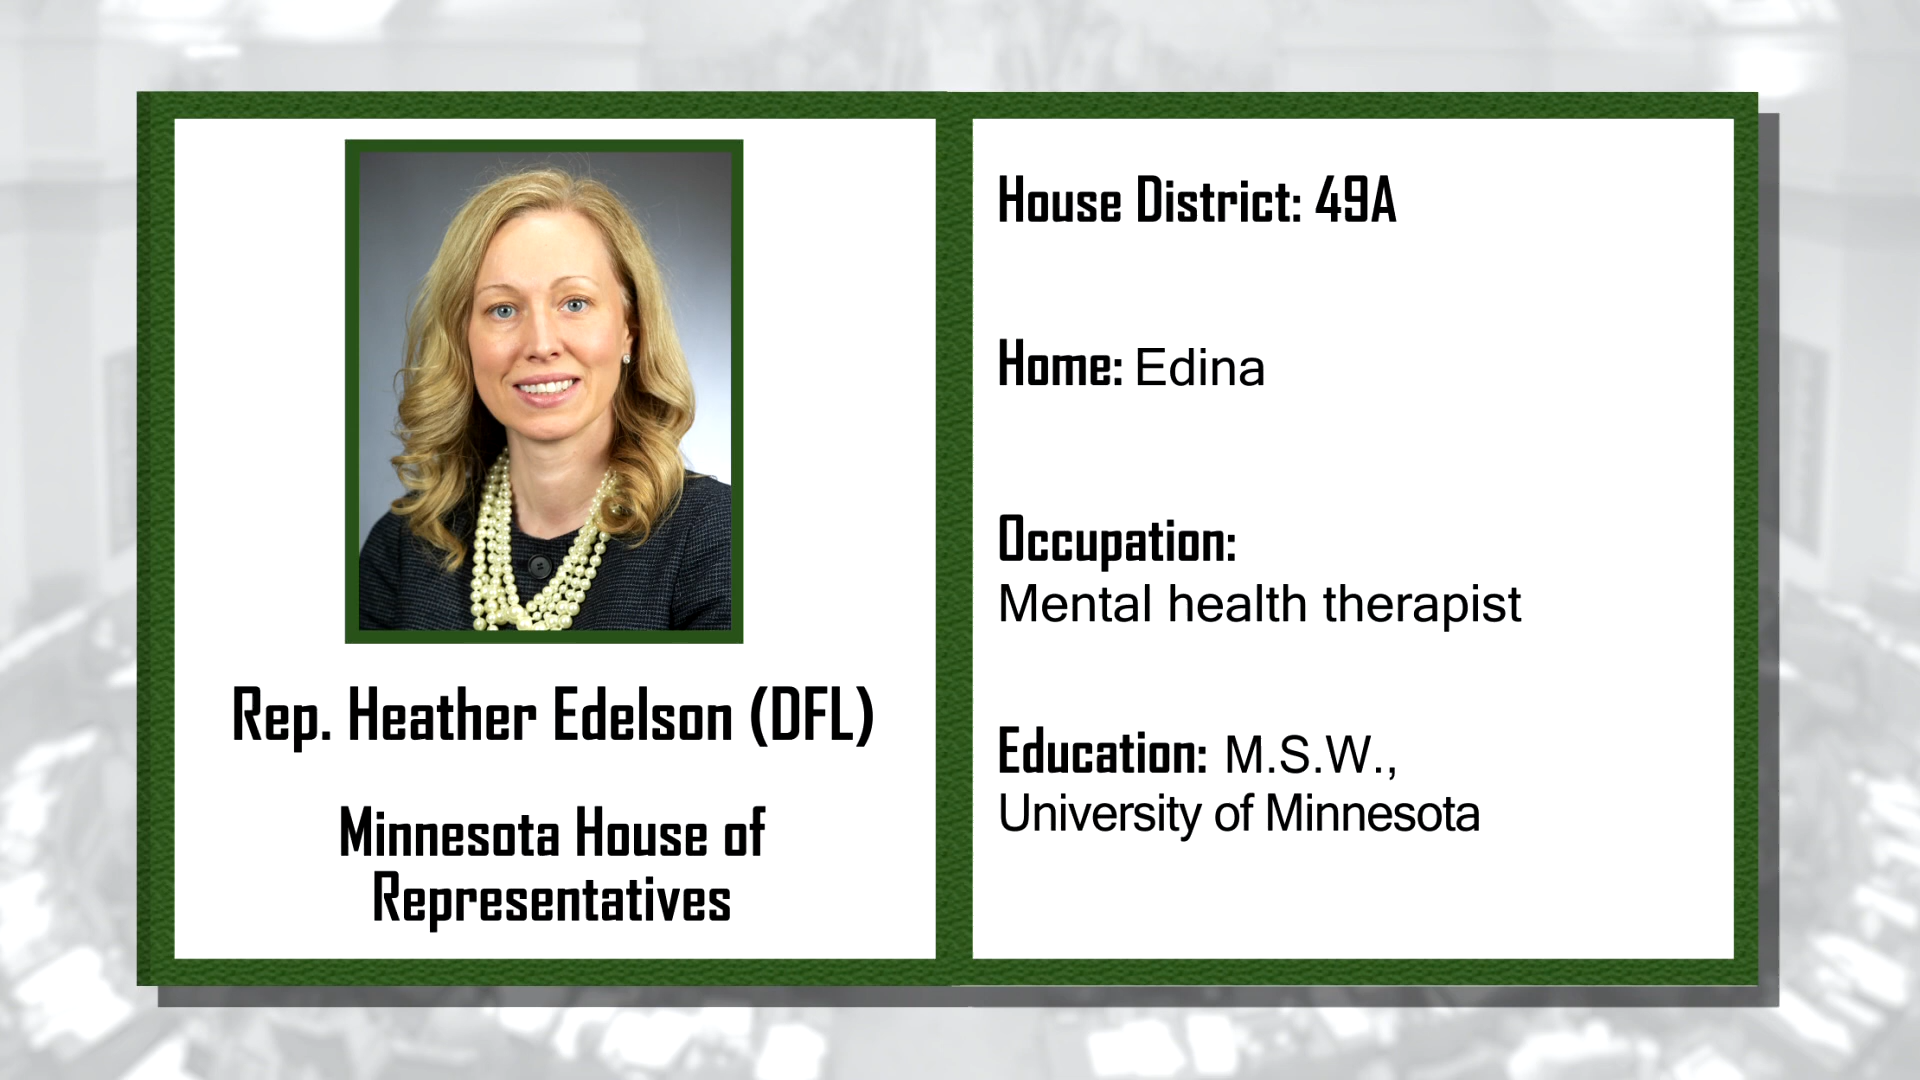 Rep. Heather Edelson (DFL)
Minnesota House of
Representatives
House District: 49A
Home: Edina
Occupation:
Mental health therapist
Education: M.S.W.,
University of Minnesota